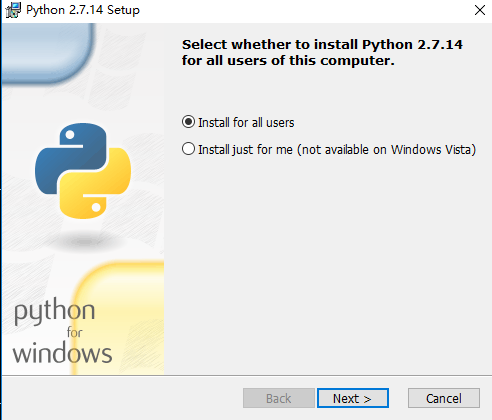 Python 2.7.14 Setup
Select whether to install Python 2.7.14
for all users of this computer.
Install for all users
Install just for me (not available on Windows Vista)
python
for
windows
Back
Next >
Cancel